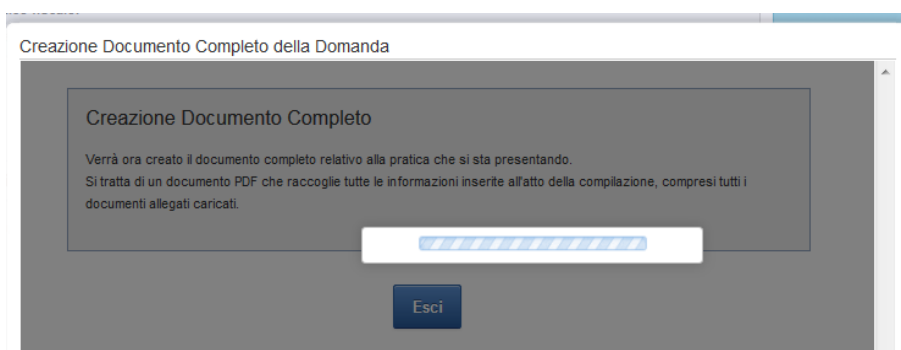 Creazione Documento Completo della Domanda
Creazione Documento Completo
Verrà ora creato il documento completo relativo alla pratica che si sta presentando.
Si tratta di un documento PDF che raccoglie tutte le informazioni inserite all'atto della compilazione, compresi tutti i
documenti allegati caricati.
Esci